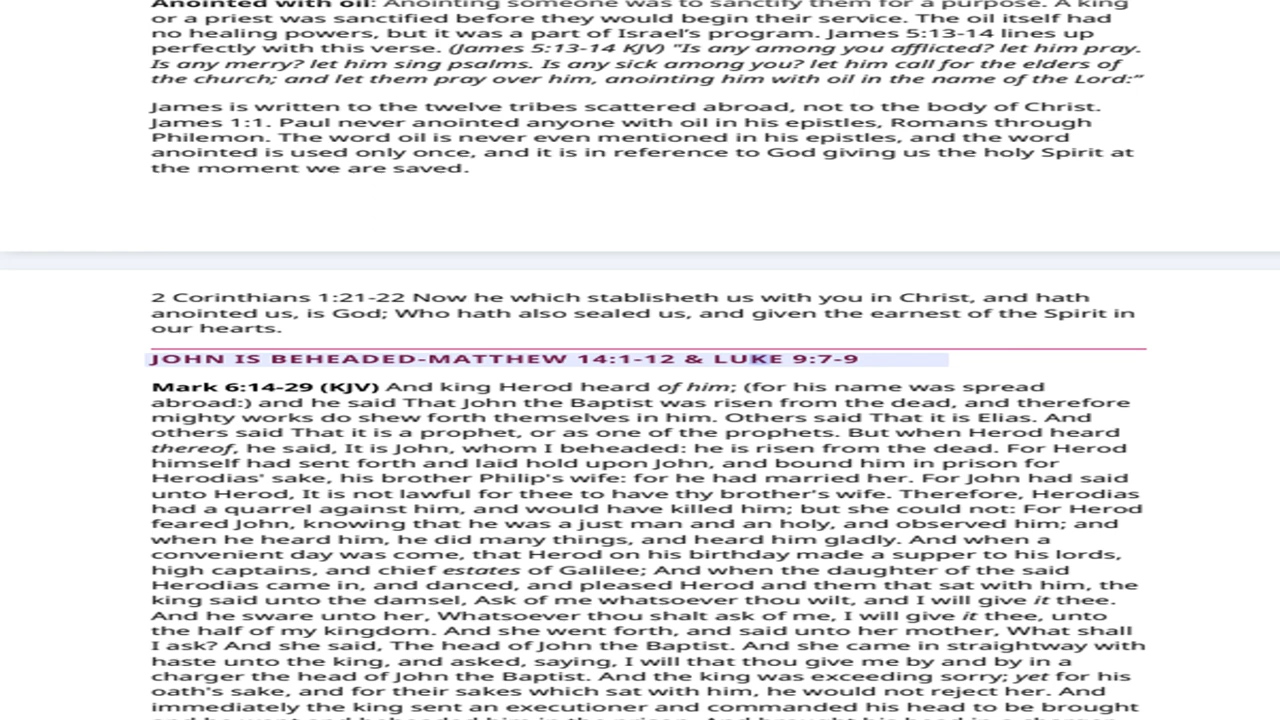 Anointed with oil: Anointing someone was to sanctify them for a purpose. A king
or a priest was sanctified before they would begin their service. The oil itself had
no healing powers, but it was a part of Israel's program. James 5:13-14 lines up
perfectly with this verse. (James 5:13-14 KJV) "Is any among you afflicted? let him pray.
Is any merry? let him sing psalms. Is any sick among you? let him call for the elders of
the church; and let them pray over him, anointing him with oil in the name of the Lord:"
James is written to the twelve tribes scattered abroad, not to the body of Christ.
James 1:1. Paul never anointed anyone with oil in his epistles, Romans through
Philemon. The word oil is never even mentioned in his epistles, and the word
anointed is used only once, and it is in reference to God giving us the holy Spirit at
the moment we are saved.
2 Corinthians 1:21-22 Now he which stablisheth us with you in Christ, and hath
anointed us, is God; Who hath also sealed us, and given the earnest of the Spirit in
our hearts.
JOHN IS BEHEADED-MATTHEW 14:1-12 & LUKE 9:7-9
Mark 6:14-29 (KJV) And king Herod heard of him; (for his name was spread
abroad:) and he said That John the Baptist was risen from the dead, and therefore
mighty works do shew forth themselves in him. Others said That it is Elias. And
others said That it is a prophet, or as one of the prophets. But when Herod heard
thereof, he said, It is John, whom I beheaded: he is risen from the dead. For Herod
himself had sent forth and laid hold upon John, and bound him in prison for
Herodias' sake, his brother Philip's wife: for he had married her. For John had said
unto Herod, It is not lawful for thee to have thy brother's wife. Therefore, Herodias
had a quarrel against him, and would have killed him; but she could not: For Herod
feared John, knowing that he was a just man and an holy, and observed him; and
when he heard him, he did many things, and heard him gladly. And when a
convenient day was come, that Herod on his birthday made a supper to his lords,
high captains, and chief estates of Galilee; And when the daughter of the said
Herodias came in, and danced, and pleased Herod and them that sat with him, the
king said unto the damsel, Ask of me whatsoever thou wilt, and I will give it thee.
And he sware unto her, Whatsoever thou shalt ask of me, I will give it thee, unto
the half of my kingdom. And she went forth, and said unto her mother, What shall
I ask? And she said, The head of John the Baptist. And she came in straightway with
haste unto the king, and asked, saying, I will that thou give me by and by in a
charger the head of John the Baptist. And the king was exceeding sorry; yet for his
oath's sake, and for their sakes which sat with him, he would not reject her. And
immediately the king sent an executioner and commanded his head to be brought